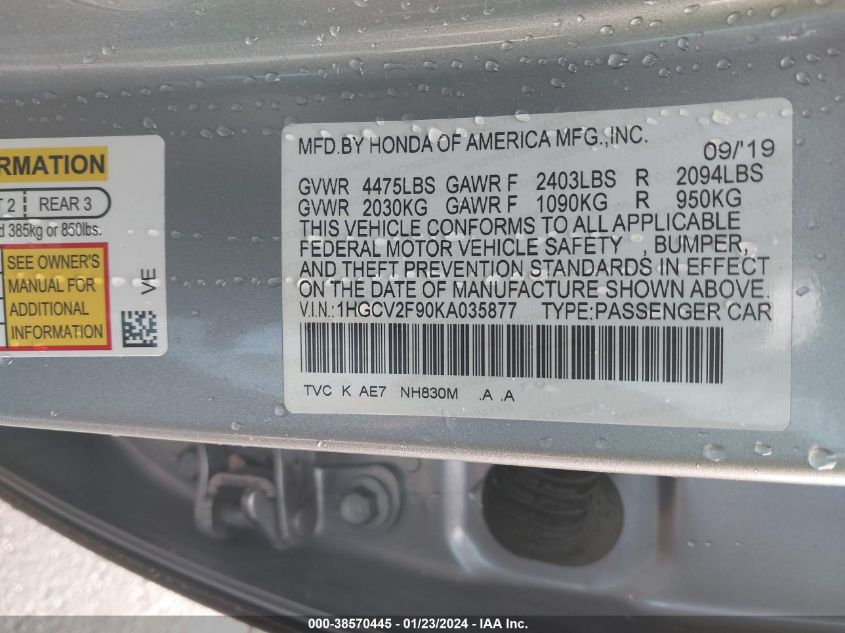 RMATION
T 2 REAR 3
d 385kg or 850lbs.
SEE OWNER'S
MANUAL FOR
ADDITIONAL
INFORMATION
VE
MFD.BY HONDA OF AMERICA MFG.,INC.
09/'19
GVWR 4475LBS GAWR F 2403LBS R 2094LBS
GVWR 2030KG GAWR F 1090KG R 950KG
THIS VEHICLE CONFORMS TO ALL APPLICABLE
FEDERAL MOTOR VEHICLE SAFETY , BUMPER,
AND THEFT PREVENTION STANDARDS IN EFFECT
ON THE DATE OF MANUFACTURE SHOWN ABOVE.
V.I.N.:1HGCV2F90KA035877 TYPE:PASSENGER CAR
TVC K AE7 NH830M .A .A
000-38570445 - 01/23/2024 - IAA Inc.